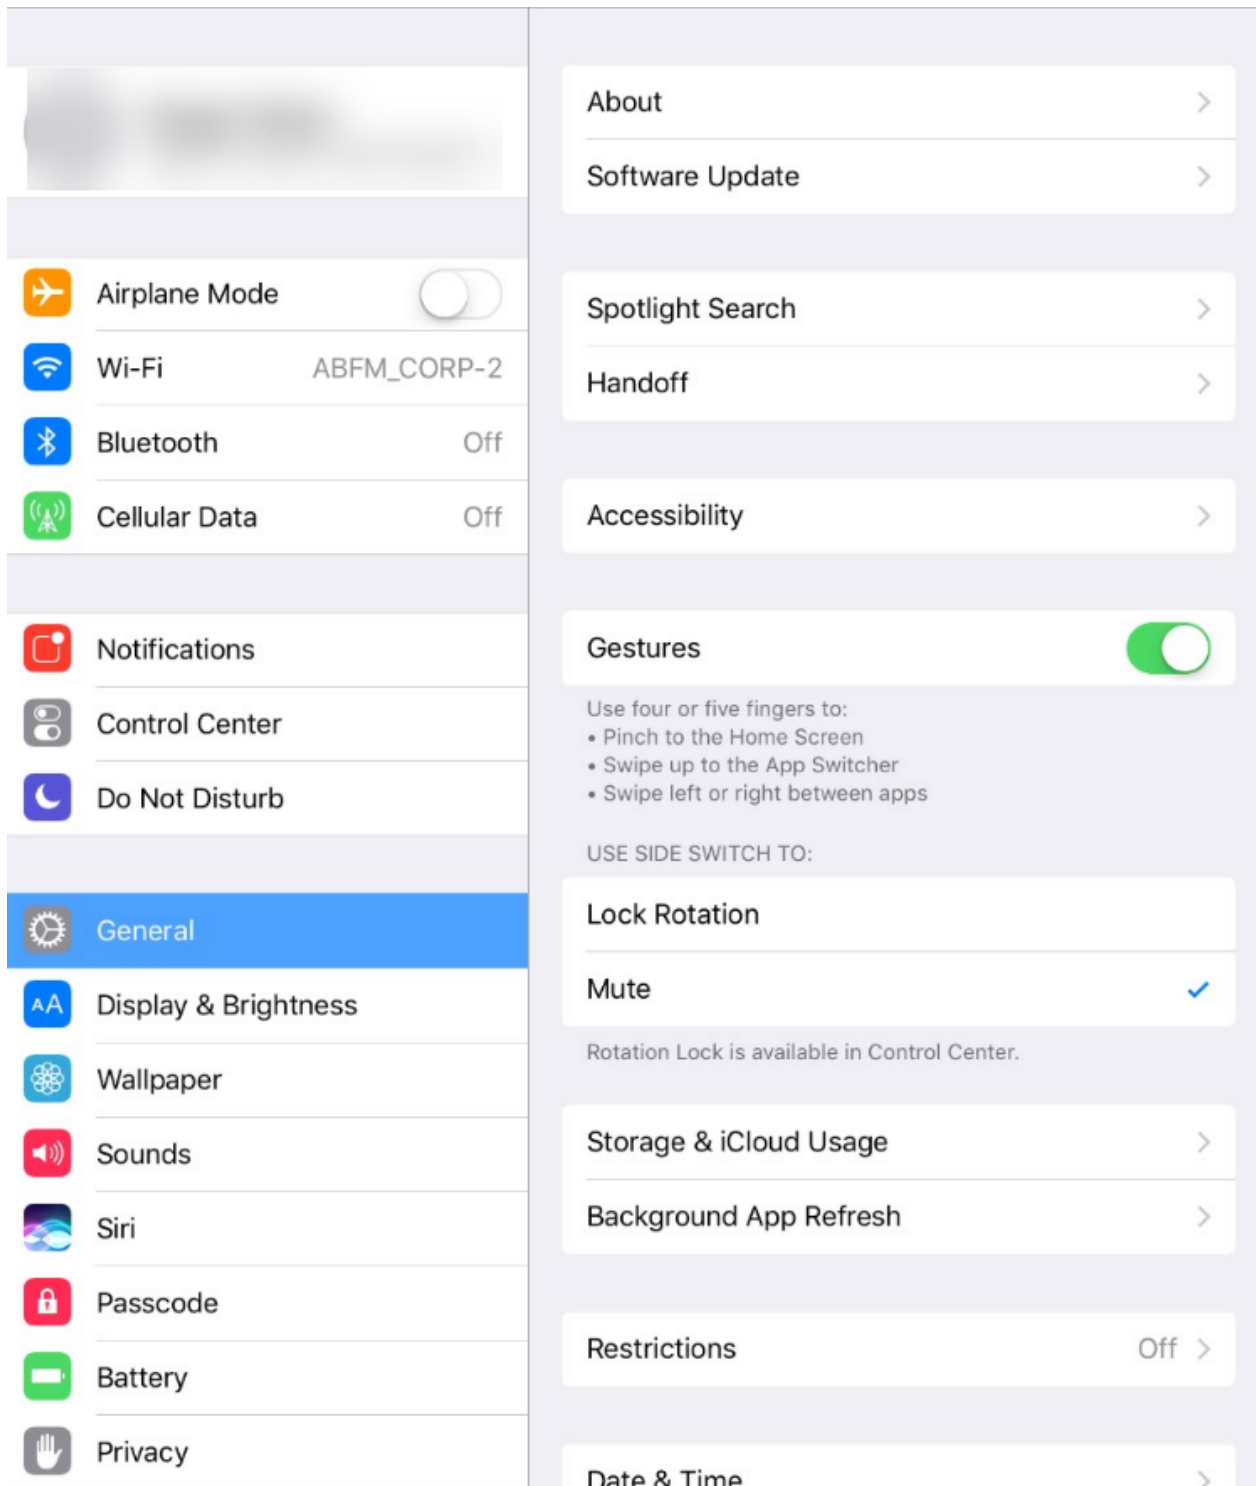 Airplane Mode
Wi-Fi ABFM_CORP-2
Bluetooth Off
Cellular Data Off
Notifications
Control Center
Do Not Disturb
General
AA Display & Brightness
Wallpaper
Sounds
Siri
Passcode
Battery
Privacy
About
Software Update
Spotlight Search
Handoff
Accessibility
Gestures
Use four or five fingers to:
• Pinch to the Home Screen
• Swipe up to the App Switcher
• Swipe left or right between apps
USE SIDE SWITCH TO:
Lock Rotation
Mute
Rotation Lock is available in Control Center.
Storage & iCloud Usage
Background App Refresh
Restrictions Off
Date & Time